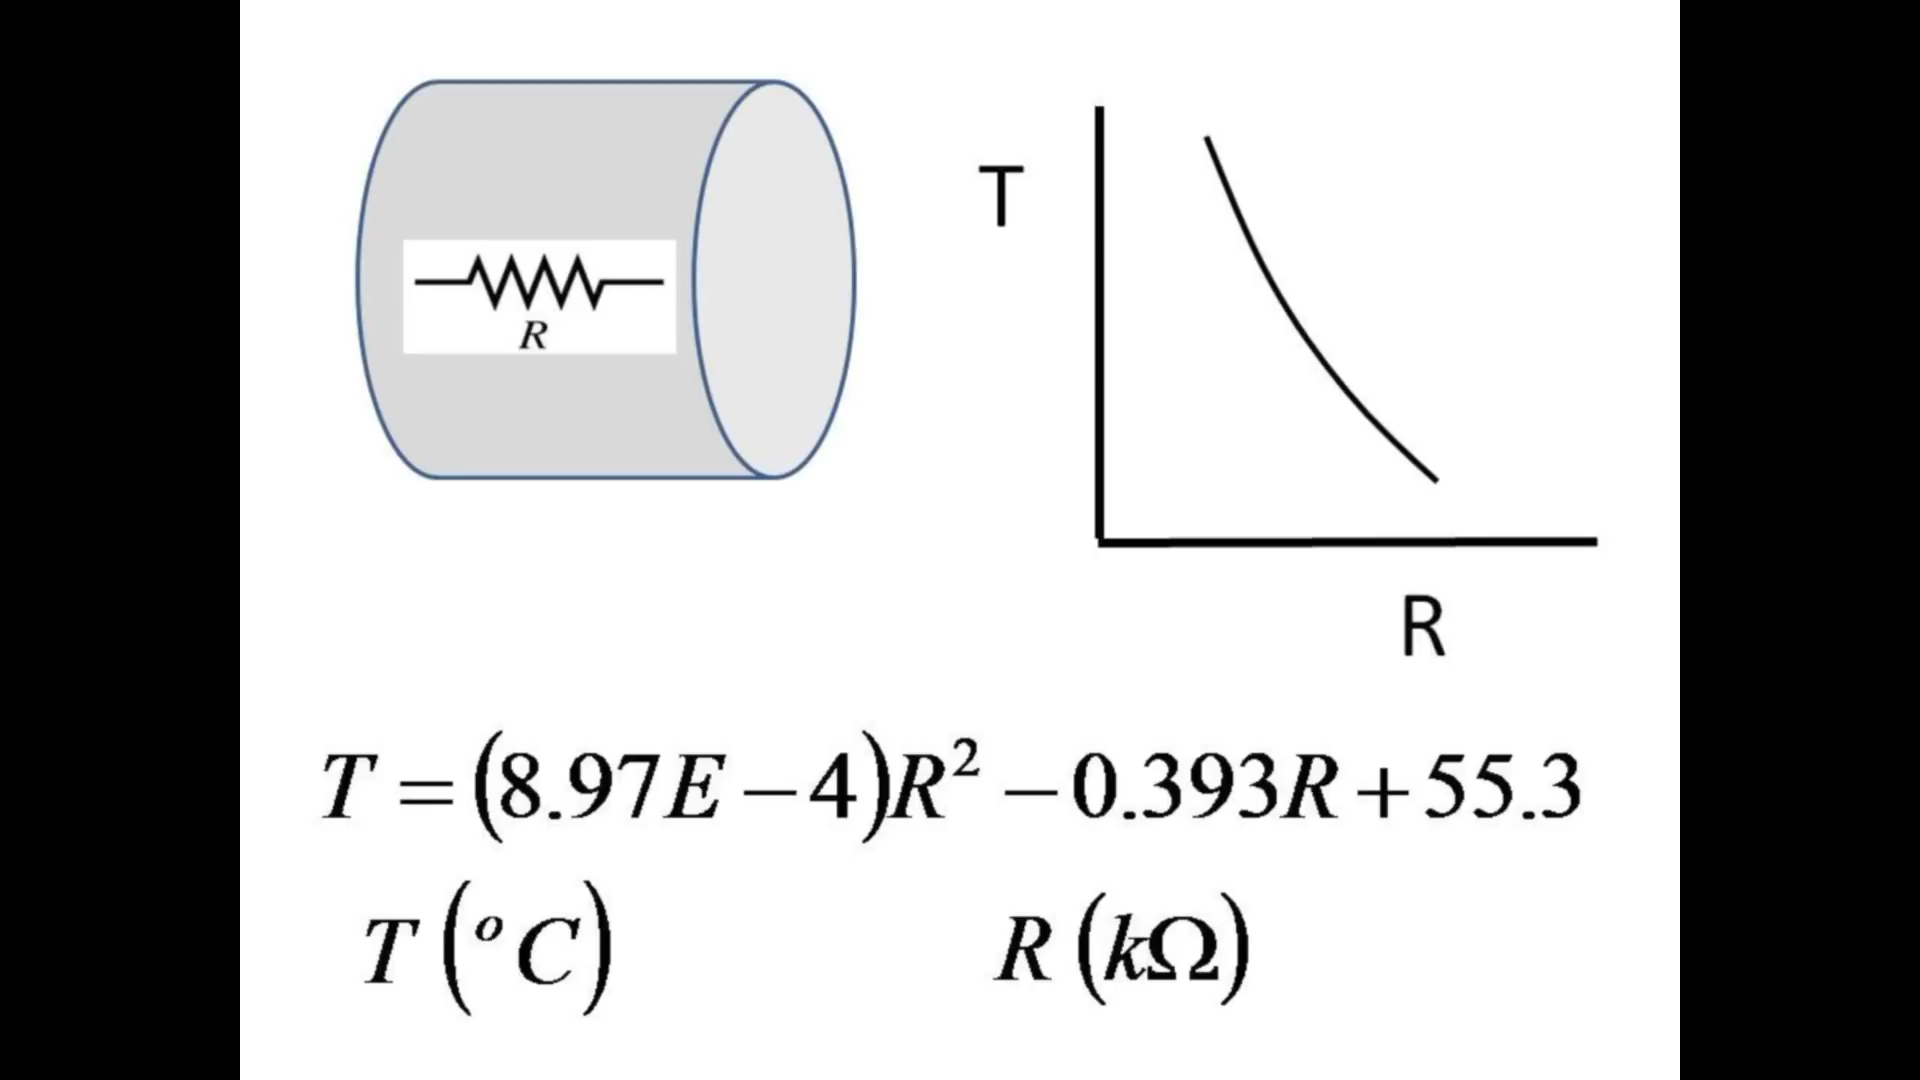 R
T
R
T = (8.97E − 4)R² − 0.393R + 55.3
T (°C)
R (kΩ)